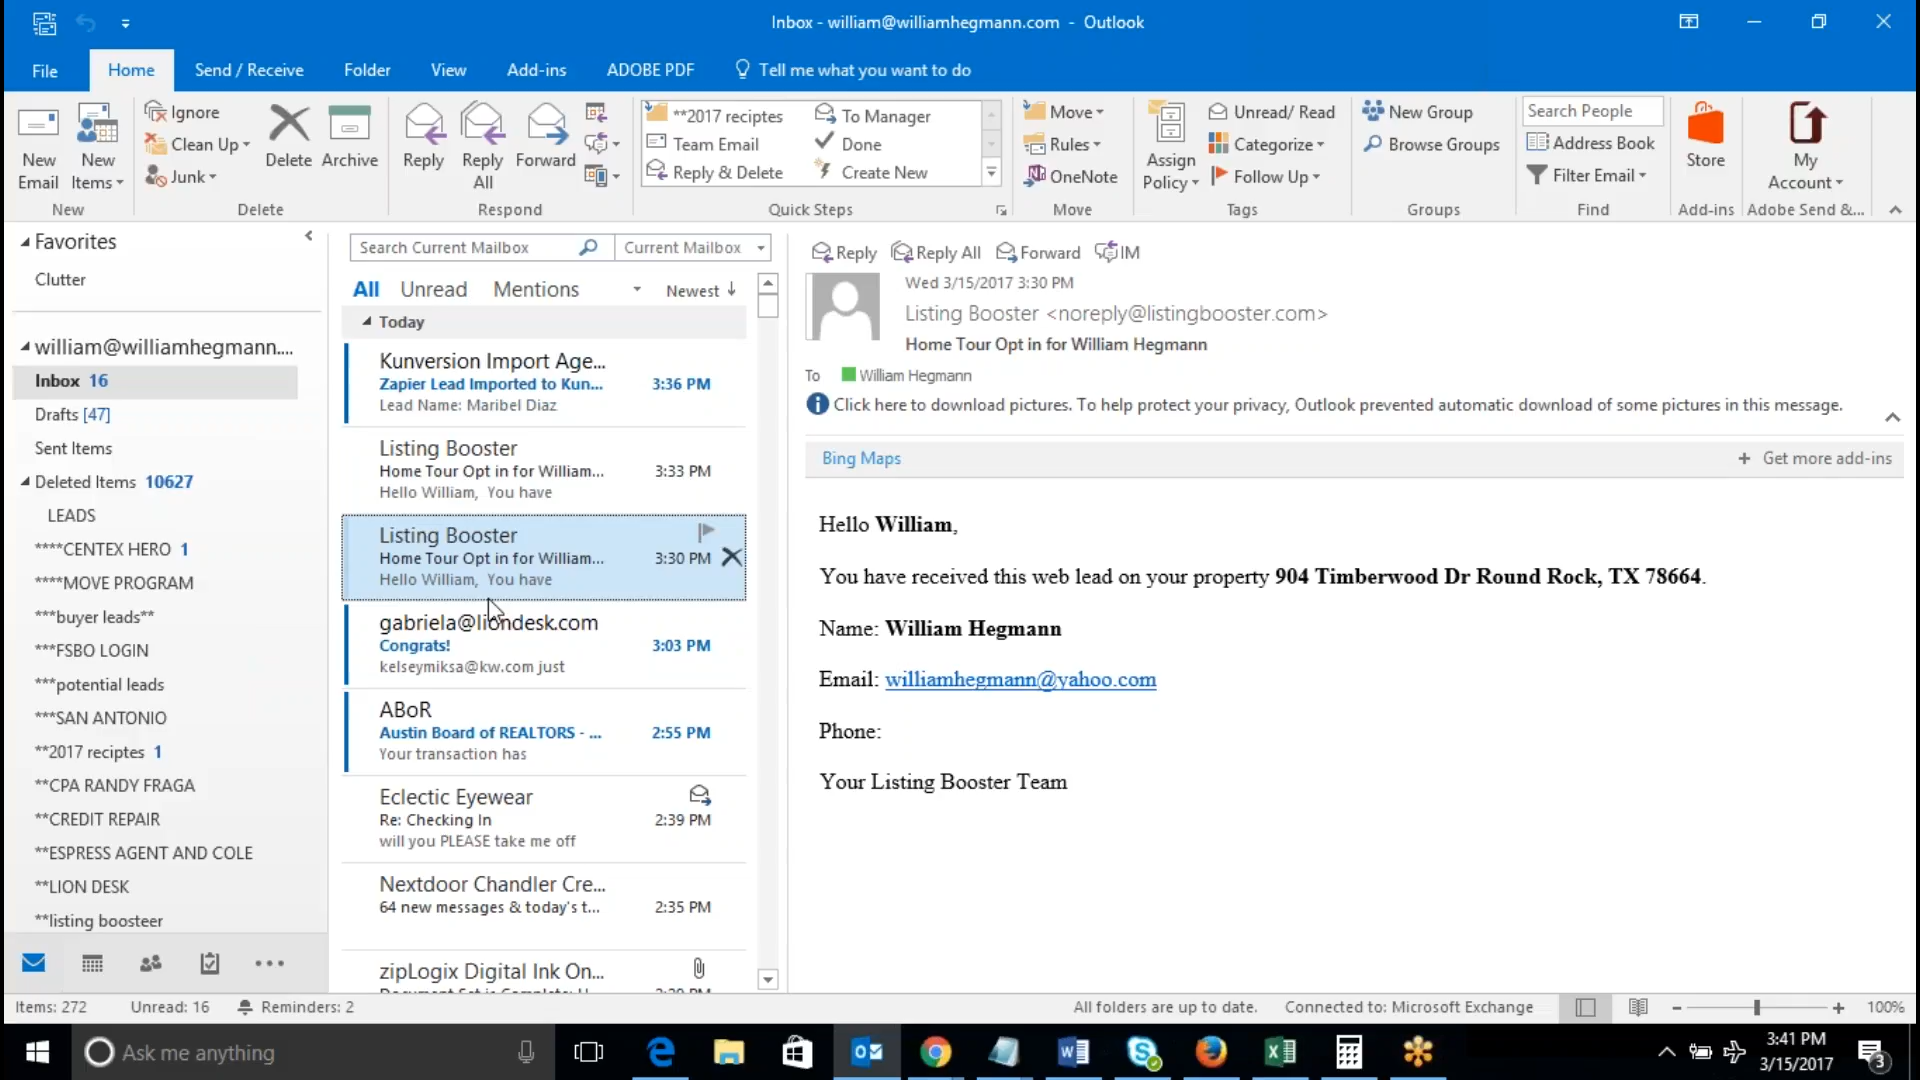 Inbox - william@williamhegmann.com - Outlook
File Home Send / Receive Folder View Add-ins ADOBE PDF Tell me what you want to do
New Email
New Items
New
Ignore
Clean Up
Junk
Delete
Archive
Delete
Reply
Reply All
Forward
Respond
**2017 reciptes
To Manager
Team Email
Done
Reply & Delete
Create New
Quick Steps
Move
Rules
OneNote
Move
Assign Policy
Unread/ Read
Categorize
Follow Up
Tags
New Group
Browse Groups
Groups
Search People
Address Book
Filter Email
Find
Store
Add-ins
My Account
Adobe Send &...
Favorites
Clutter
william@williamhegmann....
Inbox 16
Drafts [47]
Sent Items
Deleted Items 10627
LEADS
****CENTEX HERO 1
****MOVE PROGRAM
***buyer leads**
***FSBO LOGIN
***potential leads
***SAN ANTONIO
**2017 reciptes 1
**CPA RANDY FRAGA
**CREDIT REPAIR
**ESPRESS AGENT AND COLE
**LION DESK
**listing boosteer
Search Current Mailbox
Current Mailbox
All Unread Mentions Newest
Today
Kunversion Import Age...
Zapier Lead Imported to Kun... 3:36 PM
Lead Name: Maribel Diaz
Listing Booster
Home Tour Opt in for William... 3:33 PM
Hello William, You have
Listing Booster
Home Tour Opt in for William... 3:30 PM
Hello William, You have
gabriela@liondesk.com
Congrats! 3:03 PM
kelseymiksa@kw.com just
ABoR
Austin Board of REALTORS - ... 2:55 PM
Your transaction has
Eclectic Eyewear
Re: Checking In 2:39 PM
will you PLEASE take me off
Nextdoor Chandler Cre...
64 new messages & today's t... 2:35 PM
zipLogix Digital Ink On...
Reply Reply All Forward IM
Wed 3/15/2017 3:30 PM
Listing Booster <noreply@listingbooster.com>
Home Tour Opt in for William Hegmann
To William Hegmann
Click here to download pictures. To help protect your privacy, Outlook prevented automatic download of some pictures in this message.
Bing Maps + Get more add-ins
Hello William,
You have received this web lead on your property 904 Timberwood Dr Round Rock, TX 78664.
Name: William Hegmann
Email: williamhegmann@yahoo.com
Phone:
Your Listing Booster Team
Items: 272 Unread: 16 Reminders: 2 All folders are up to date. Connected to: Microsoft Exchange 100%
Ask me anything
3:41 PM
3/15/2017
3